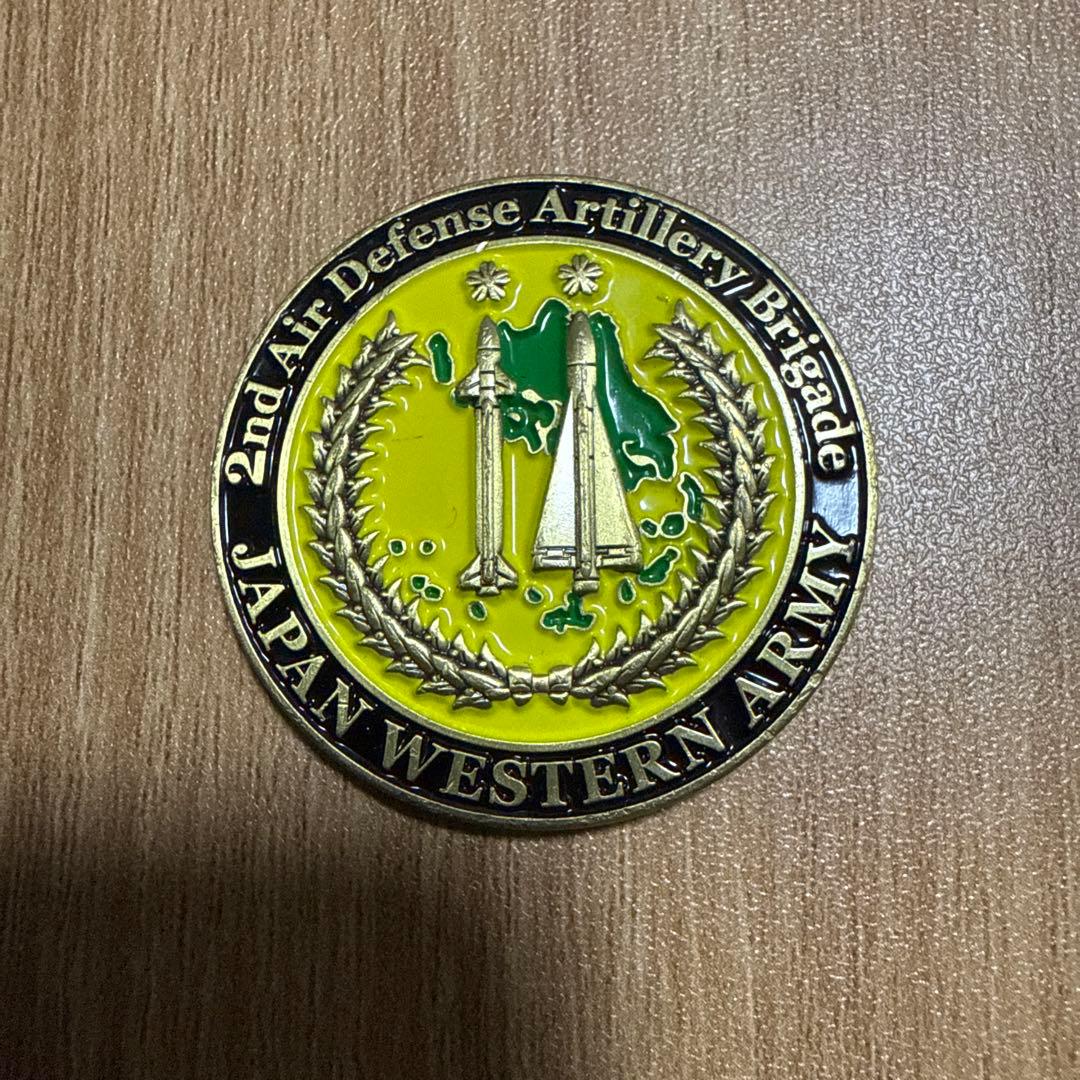 2nd Air Defense Artillery Brigade
JAPAN WESTERN ARMY